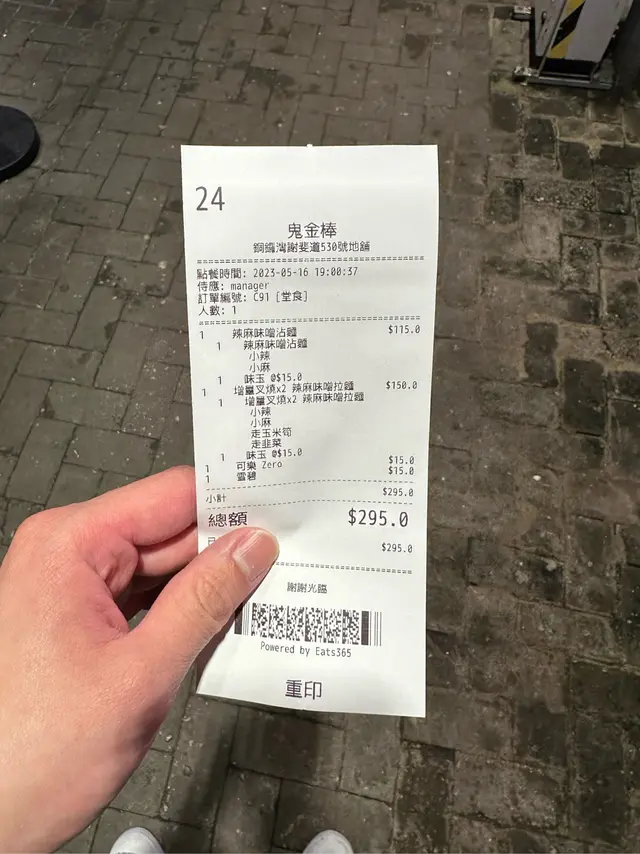 24
鬼金棒
銅鑼灣謝斐道530號地舖
點餐時間: 2023-05-16 19:00:37
侍應: manager
訂單編號: C91 [堂食]
人數: 1
1 辣麻味噌沾麵 $115.0
1 辣麻味噌沾麵
小辣
小麻
1 味玉 @$15.0
1 增量叉燒x2 辣麻味噌拉麵 $150.0
1 增量叉燒x2 辣麻味噌拉麵
小辣
小麻
走玉米筍
走韭菜
1 味玉 @$15.0
1 可樂 Zero $15.0
1 雪碧 $15.0
小計 $295.0
總額 $295.0
$295.0
謝謝光臨
Powered by Eats365
重印